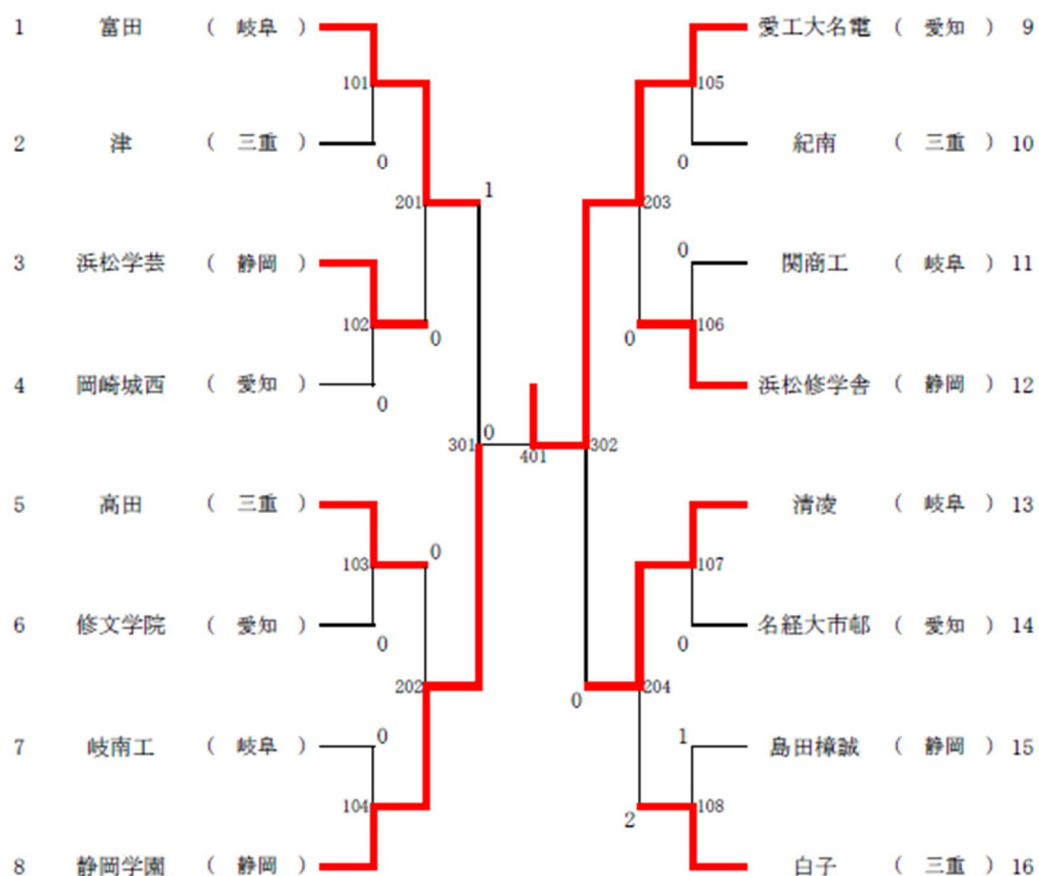 1 富田 ( 岐阜 ) 愛工大名電 ( 愛知 ) 9
101 105
2 津 ( 三重 ) 紀南 ( 三重 ) 10
0 0
1
201 203
0
3 浜松学芸 ( 静岡 ) 関商工 ( 岐阜 ) 11
102 106
0 0
4 岡崎城西 ( 愛知 ) 浜松修学舎 ( 静岡 ) 12
0
0
301 302
401
5 高田 ( 三重 ) 清凌 ( 岐阜 ) 13
0
103 107
6 修文学院 ( 愛知 ) 名経大市邨 ( 愛知 ) 14
0 0
202 204
0
7 岐南工 ( 岐阜 ) 島田樟誠 ( 静岡 ) 15
0 1
104 108
2
8 静岡学園 ( 静岡 ) 白子 ( 三重 ) 16